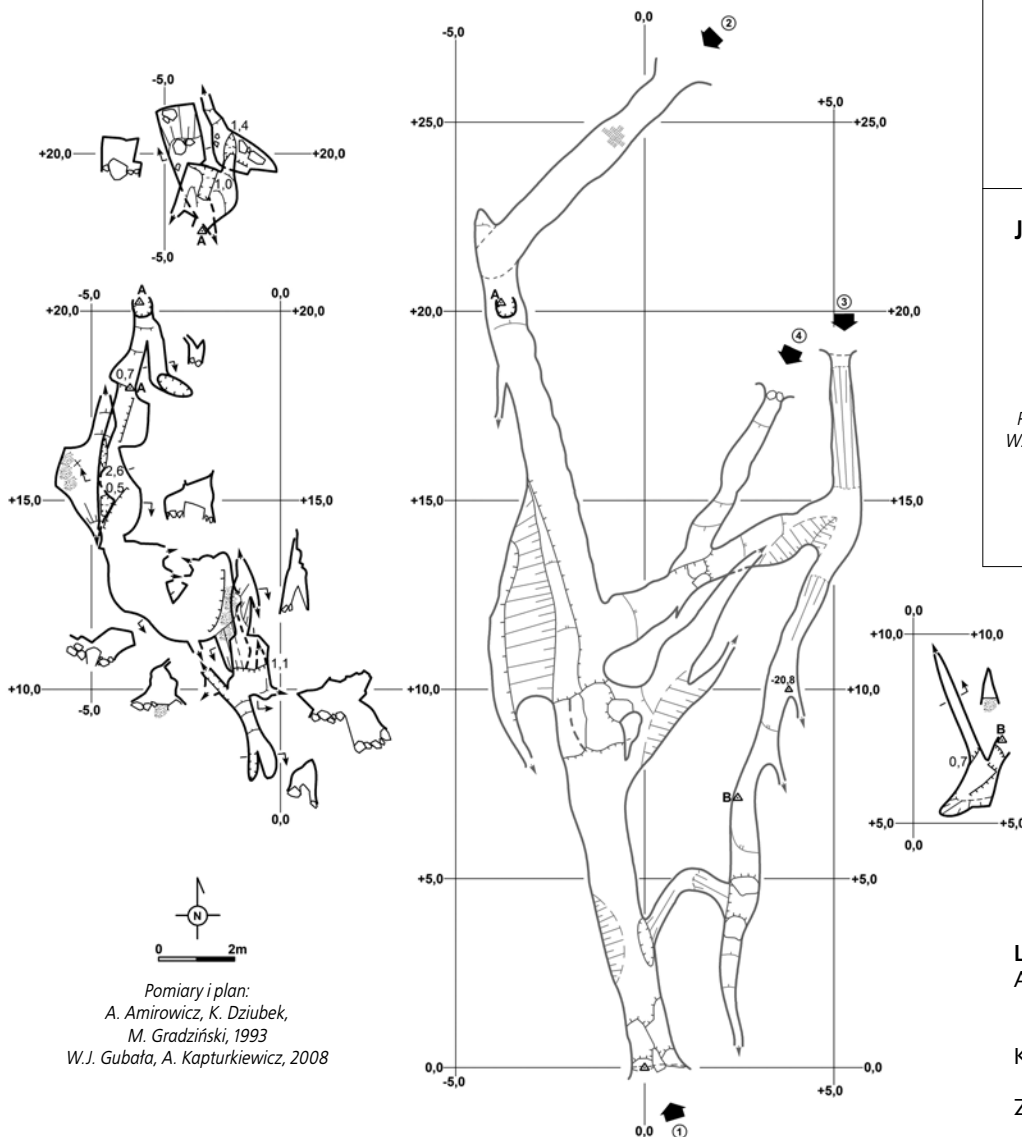 -5,0
+20,0
1,4
+20,0
1,0
A
-5,0
-5,0
A
0,0
+20,0
+20,0
0,7
A
2,6
0,5
+15,0
+15,0
1,1
+10,0
+10,0
-5,0
0,0
N
0 2m
Pomiary i plan:
A. Amirowicz, K. Dziubek,
M. Gradziński, 1993
W.J. Gubała, A. Kapturkiewicz, 2008
-5,0
0,0
2
+5,0
+25,0
+25,0
A
3
+20,0
+20,0
4
+15,0
+15,0
-20,8
+10,0
+10,0
B
+5,0
+5,0
0,0
0,0
-5,0
+5,0
0,0
1
J
W.
0,0
+10,0
+10,0
B
0,7
+5,0
+5,0
0,0
L
A
K
Z